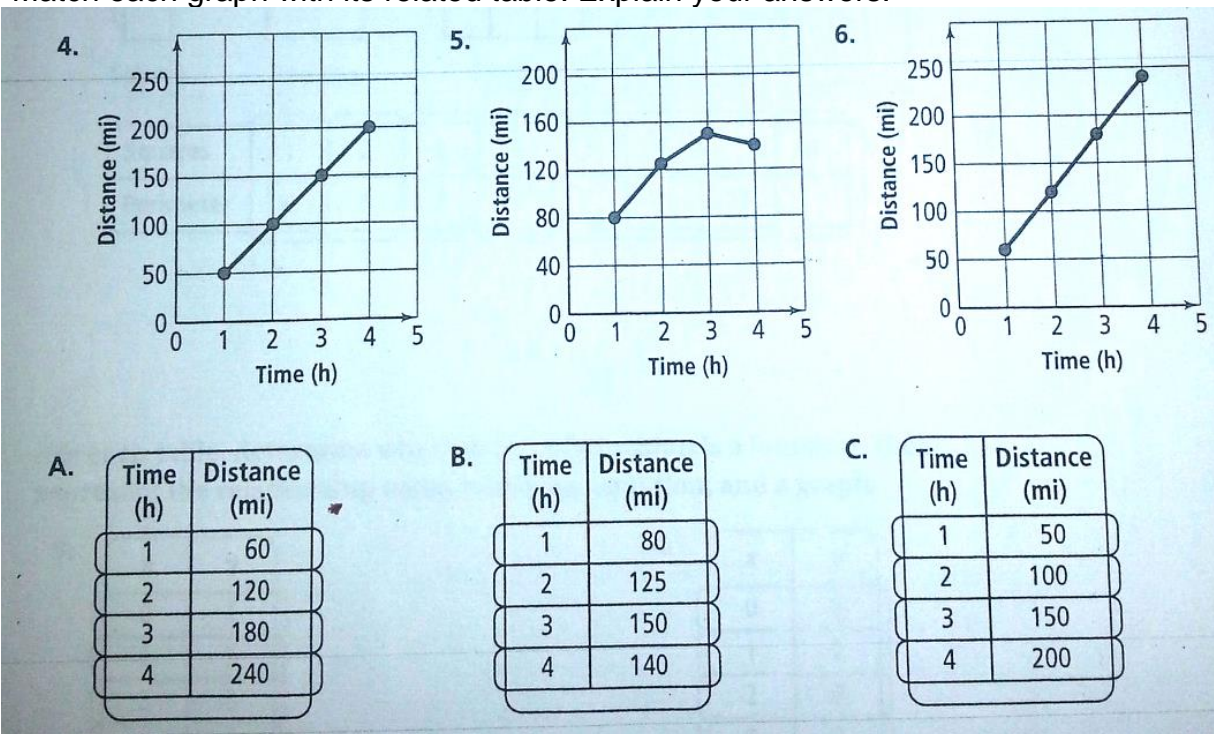 match each graph with its related table. Explain your answers.
4.
Distance (mi)
250
200
150
100
50
0
0 1 2 3 4 5
Time (h)
5.
Distance (mi)
200
160
120
80
40
0
0 1 2 3 4 5
Time (h)
6.
Distance (mi)
250
200
150
100
50
0
0 1 2 3 4 5
Time (h)
A.
Time (h) Distance (mi)
1 60
2 120
3 180
4 240
B.
Time (h) Distance (mi)
1 80
2 125
3 150
4 140
C.
Time (h) Distance (mi)
1 50
2 100
3 150
4 200